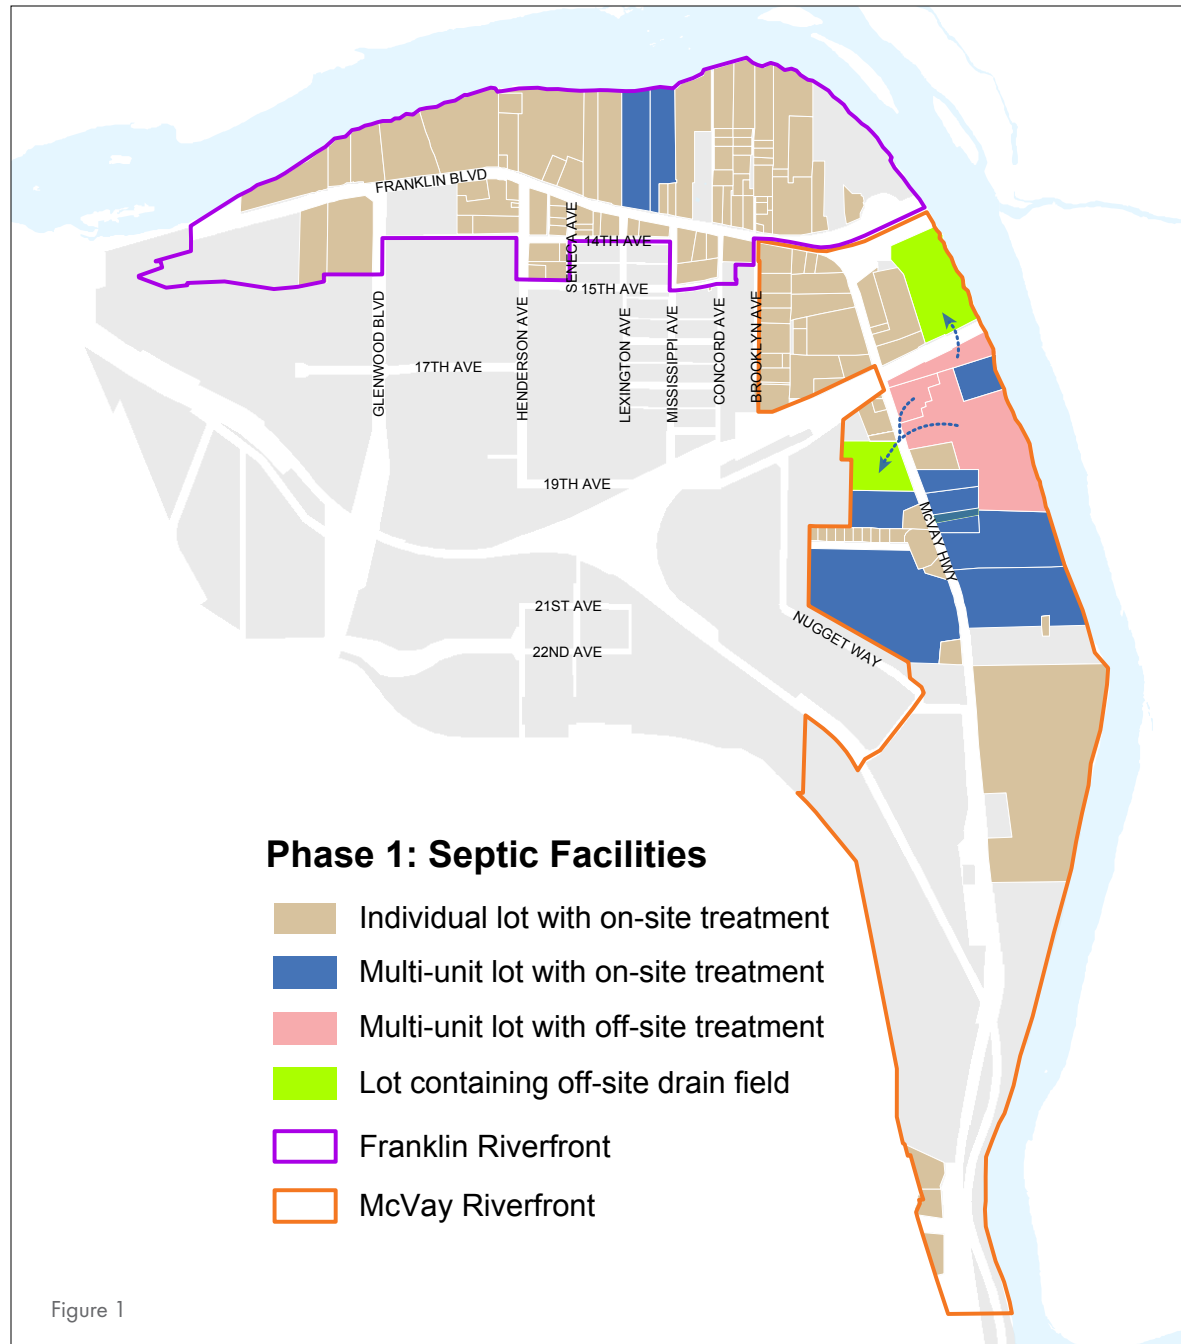 FRANKLIN BLVD
SENECA AVE
14TH AVE
15TH AVE
GLENWOOD BLVD
HENDERSON AVE
LEXINGTON AVE
MISSISSIPPI AVE
CONCORD AVE
BROOKLYN AVE
17TH AVE
19TH AVE
McVAY HWY
21ST AVE
22ND AVE
NUGGET WAY
Phase 1: Septic Facilities
Individual lot with on-site treatment
Multi-unit lot with on-site treatment
Multi-unit lot with off-site treatment
Lot containing off-site drain field
Franklin Riverfront
McVay Riverfront
Figure 1